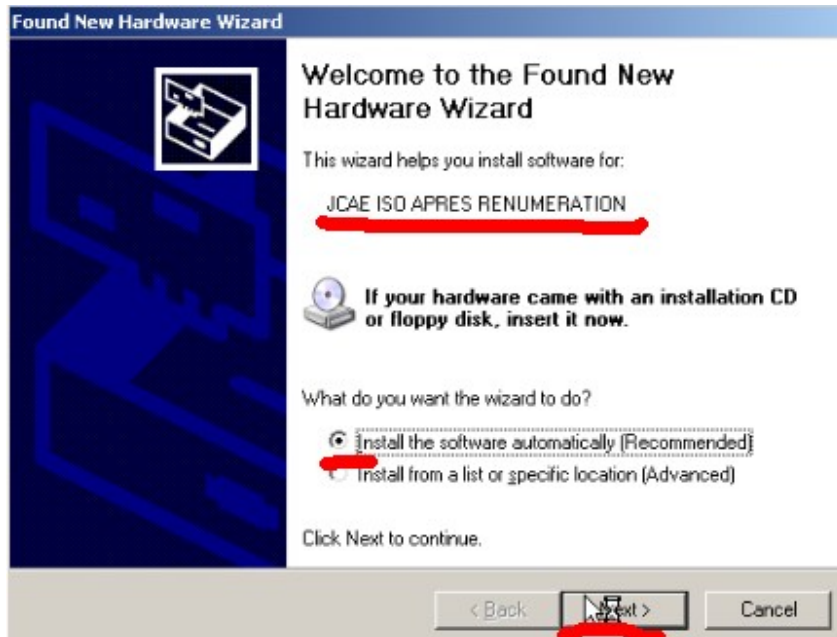 Found New Hardware Wizard
Welcome to the Found New
Hardware Wizard
This wizard helps you install software for:
JCAE ISO APRES RENUMERATION
If your hardware came with an installation CD
or floppy disk, insert it now.
What do you want the wizard to do?
Install the software automatically (Recommended)
Install from a list or specific location (Advanced)
Click Next to continue.
< Back
Next >
Cancel